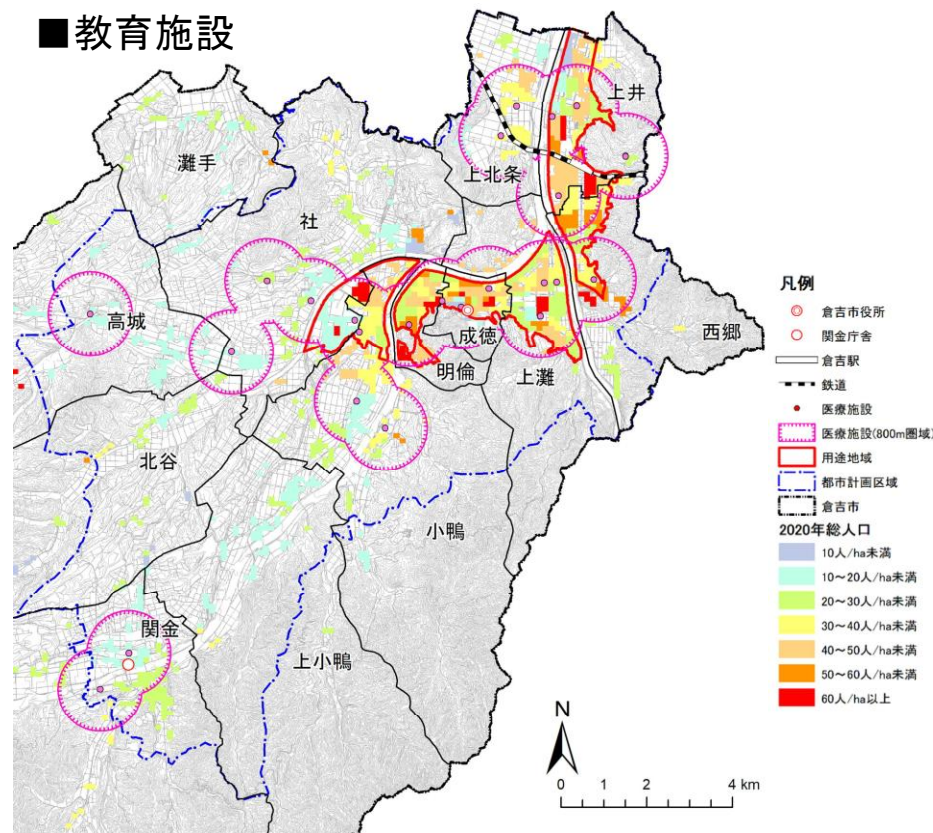 ■教育施設
上井
灘手
上北条
社
高城
成徳
西郷
明倫
上灘
北谷
小鴨
関金
上小鴨
凡例
倉吉市役所
関金庁舎
倉吉駅
鉄道
医療施設
医療施設(800m圏域)
用途地域
都市計画区域
倉吉市
2020年総人口
10人/ha未満
10～20人/ha未満
20～30人/ha未満
30～40人/ha未満
40～50人/ha未満
50～60人/ha未満
60人/ha以上
N
0 1 2 4 km